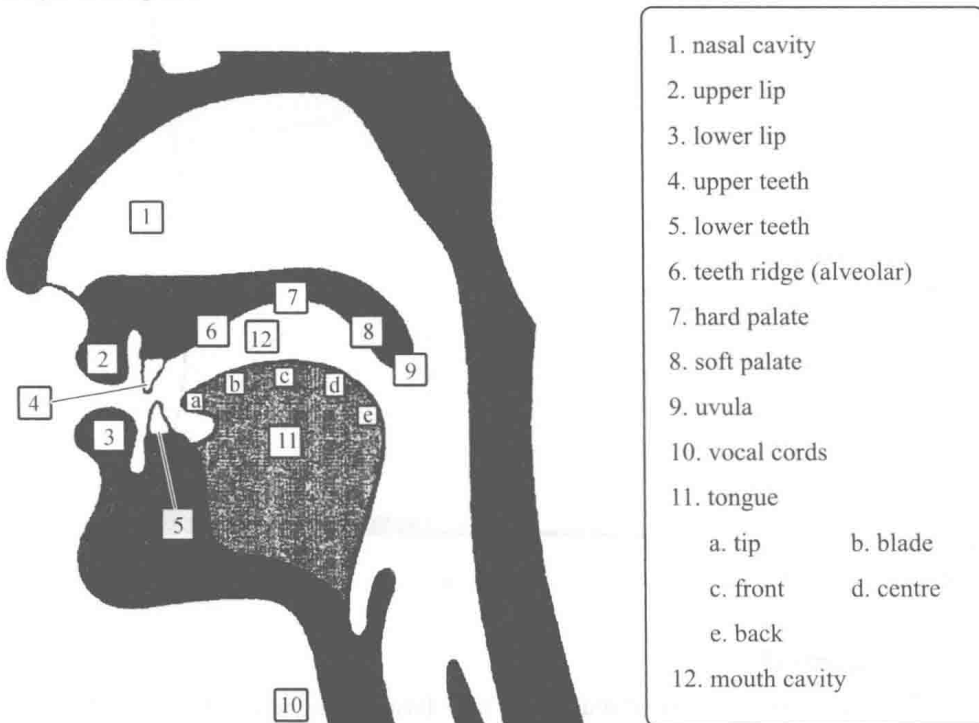 1
6
7
12
8
2
9
4
a
b
c
d
e
3
11
5
10
1. nasal cavity
2. upper lip
3. lower lip
4. upper teeth
5. lower teeth
6. teeth ridge (alveolar)
7. hard palate
8. soft palate
9. uvula
10. vocal cords
11. tongue
a. tip b. blade
c. front d. centre
e. back
12. mouth cavity